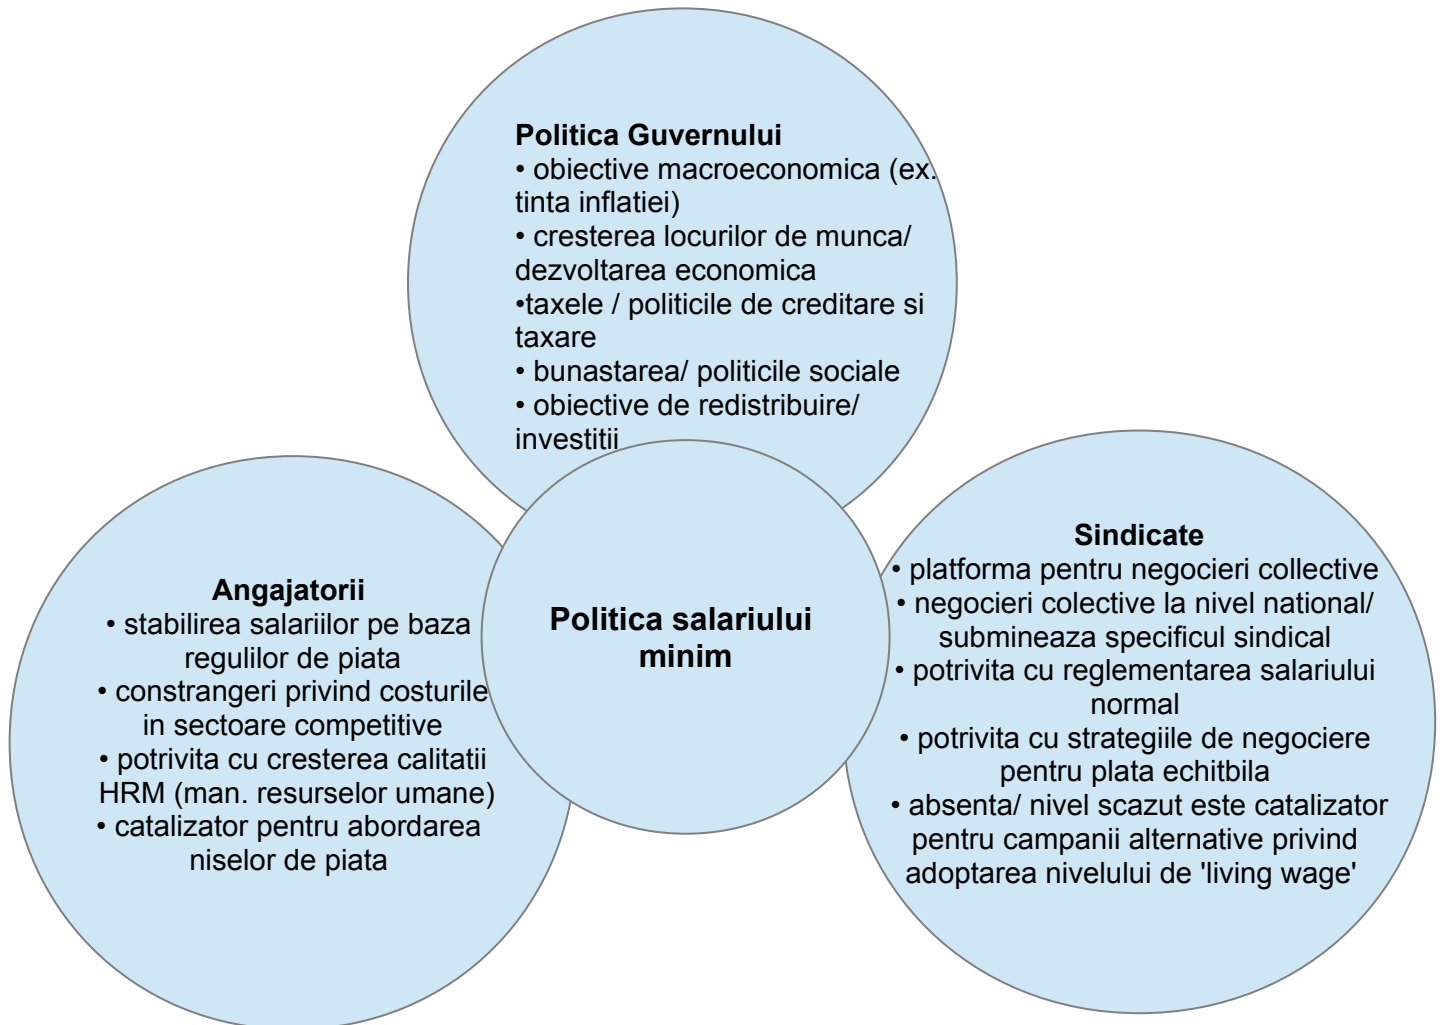 Politica Guvernului
• obiective macroeconomica (ex.
tinta inflatiei)
• cresterea locurilor de munca/
dezvoltarea economica
•taxele / politicile de creditare si
taxare
• bunastarea/ politicile sociale
• obiective de redistribuire/
investitii
Angajatorii
• stabilirea salariilor pe baza
regulilor de piata
• constrangeri privind costurile
in sectoare competitive
• potrivita cu cresterea calitatii
HRM (man. resurselor umane)
• catalizator pentru abordarea
niselor de piata
Politica salariului
minim
Sindicate
• platforma pentru negocieri collective
• negocieri colective la nivel national/
submineaza specificul sindical
• potrivita cu reglementarea salariului
normal
• potrivita cu strategiile de negociere
pentru plata echitbila
• absenta/ nivel scazut este catalizator
pentru campanii alternative privind
adoptarea nivelului de 'living wage'